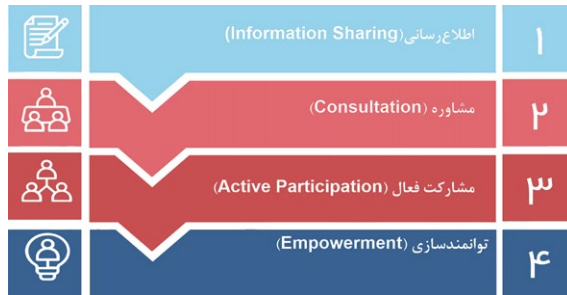 ۱
اطلاع‌رسانی(Information Sharing)
۲
مشاوره (Consultation)
۳
مشارکت فعال (Active Participation)
۴
توانمندسازی (Empowerment)